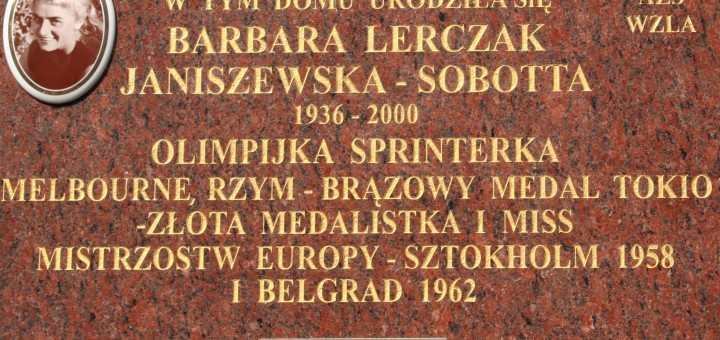 W TYM DOMU URODZIŁA SIĘ
AZS
WZLA
BARBARA LERCZAK
JANISZEWSKA - SOBOTTA
1936 - 2000
OLIMPIJKA SPRINTERKA
MELBOURNE, RZYM - BRĄZOWY MEDAL TOKIO
-ZŁOTA MEDALISTKA I MISS
MISTRZOSTW EUROPY - SZTOKHOLM 1958
I BELGRAD 1962